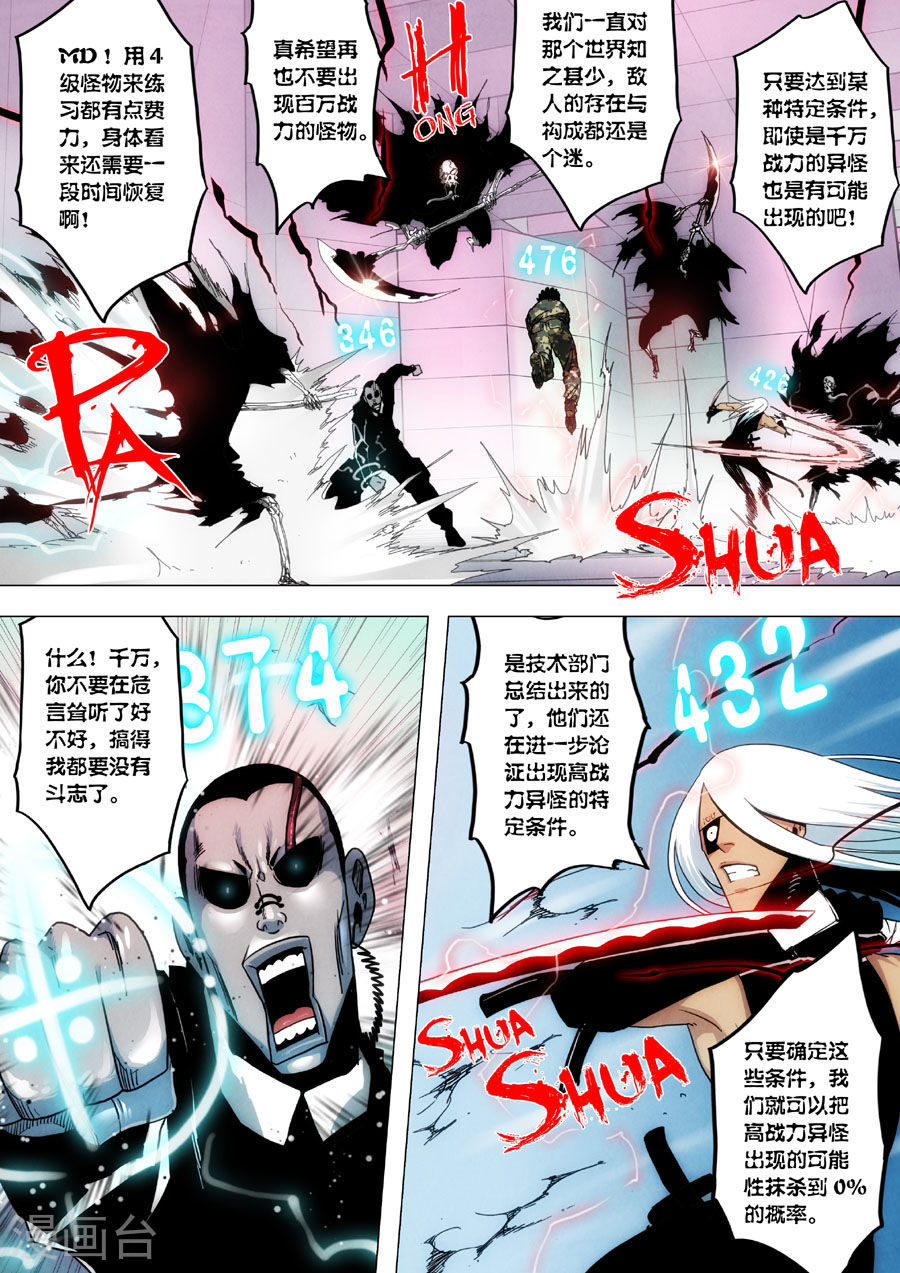 MD！用4
级怪物来练
习都有点费
力，身体看
来还需要一
段时间恢复
啊！
真希望再
也不要出
现百万战
力的怪物。
HONG
我们一直对
那个世界知
之甚少，敌
人的存在与
构成都还是
个迷。
只要达到某
种特定条件，
即使是千万
战力的异怪
也是有可能
出现的吧！
346
476
426
PA
SHUA
什么！千万，
你不要在危
言耸听了好
不好，搞得
我都要没有
斗志了。
374
是技术部门
总结出来的
了，他们还
在进一步论
证出现高战
力异怪的特
定条件。
432
SHUA
SHUA
只要确定这
些条件，我
们就可以把
高战力异怪
出现的可能
性抹杀到 0%
的概率。
漫画台